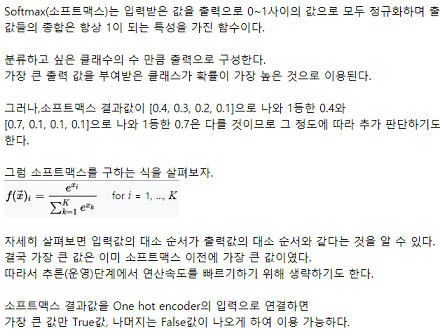 Softmax(소프트맥스)는 입력받은 값을 출력으로 0~1사이의 값으로 모두 정규화하며 출
값들의 총합은 항상 1이 되는 특성을 가진 함수이다.
분류하고 싶은 클래수의 수 만큼 출력으로 구성한다.
가장 큰 출력 값을 부여받은 클래스가 확률이 가장 높은 것으로 이용된다.
그러나,소프트맥스 결과값이 [0.4, 0.3, 0.2, 0.1]으로 나와 1등한 0.4와
[0.7, 0.1, 0.1, 0.1]으로 나와 1등한 0.7은 다를 것이므로 그 정도에 따라 추가 판단하기도
한다.
그럼 소프트맥스를 구하는 식을 살펴보자.
f(x⃗)_i = e^{x_i} / ∑_{k=1}^{K} e^{x_k} for i = 1, ..., K
자세히 살펴보면 입력값의 대소 순서가 출력값의 대소 순서와 같다는 것을 알 수 있다.
결국 가장 큰 값은 이미 소프트맥스 이전에 가장 큰 값이였다.
따라서 추론(운영)단계에서 연산속도를 빠르기하기 위해 생략하기도 한다.
소프트맥스 결과값을 One hot encoder의 입력으로 연결하면
가장 큰 값만 True값, 나머지는 False값이 나오게 하여 이용 가능하다.